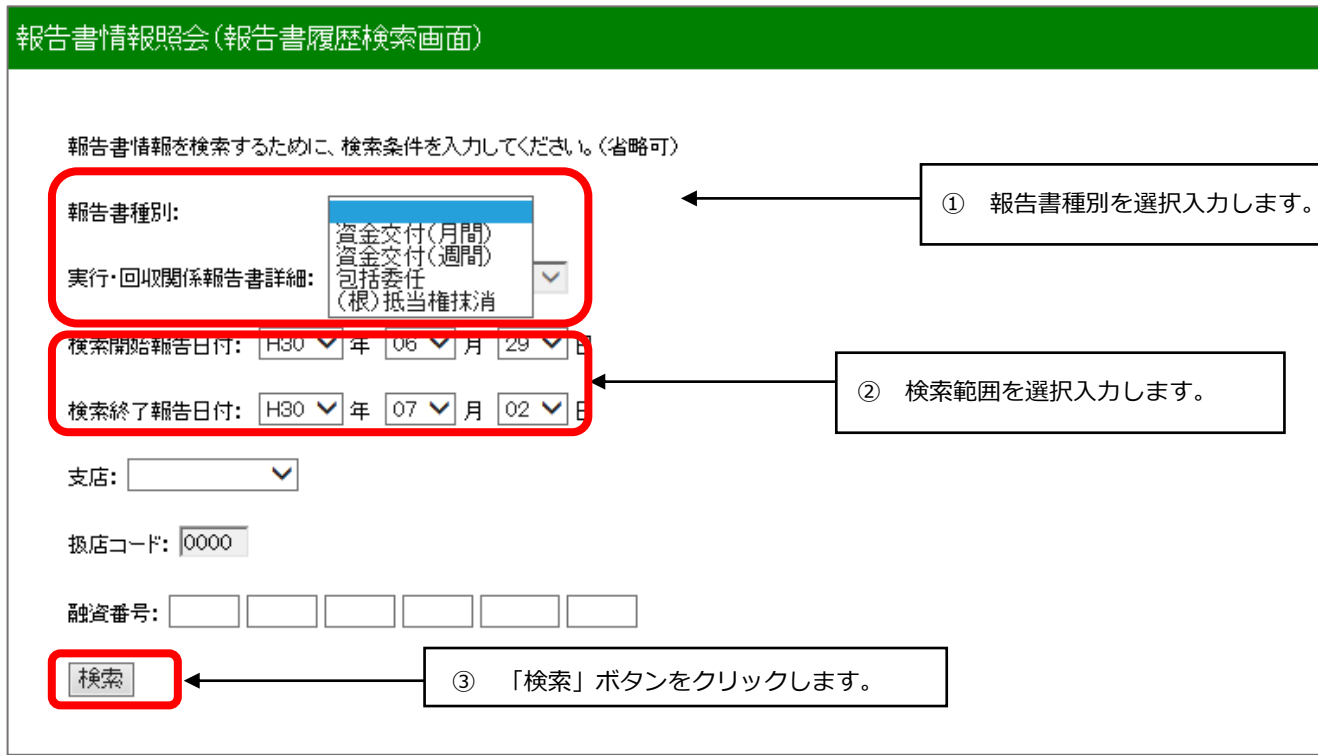 報告書情報照会(報告書履歴検索画面)
報告書情報を検索するために、検索条件を入力してください。(省略可)
報告書種別:
資金交付(月間)
資金交付(週間)
包括委任
(根)抵当権抹消
① 報告書種別を選択入力します。
実行・回収関係報告書詳細:
検索開始報告日付: H30 年 06 月 29 日
検索終了報告日付: H30 年 07 月 02 日
② 検索範囲を選択入力します。
支店:
扱店コード: 0000
融資番号:
検索
③ 「検索」ボタンをクリックします。